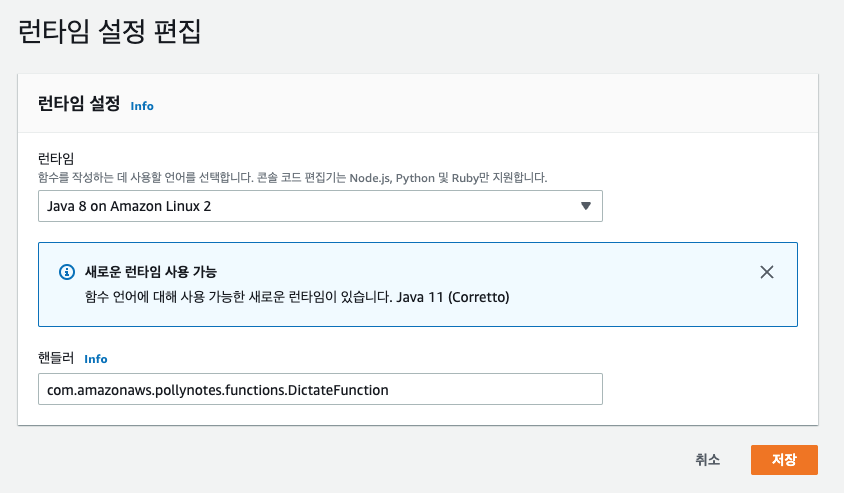 런타임 설정 편집
런타임 설정 Info
런타임
함수를 작성하는 데 사용할 언어를 선택합니다. 콘솔 코드 편집기는 Node.js, Python 및 Ruby만 지원합니다.
Java 8 on Amazon Linux 2
새로운 런타임 사용 가능
함수 언어에 대해 사용 가능한 새로운 런타임이 있습니다. Java 11 (Corretto)
핸들러 Info
com.amazonaws.pollynotes.functions.DictateFunction
취소 저장